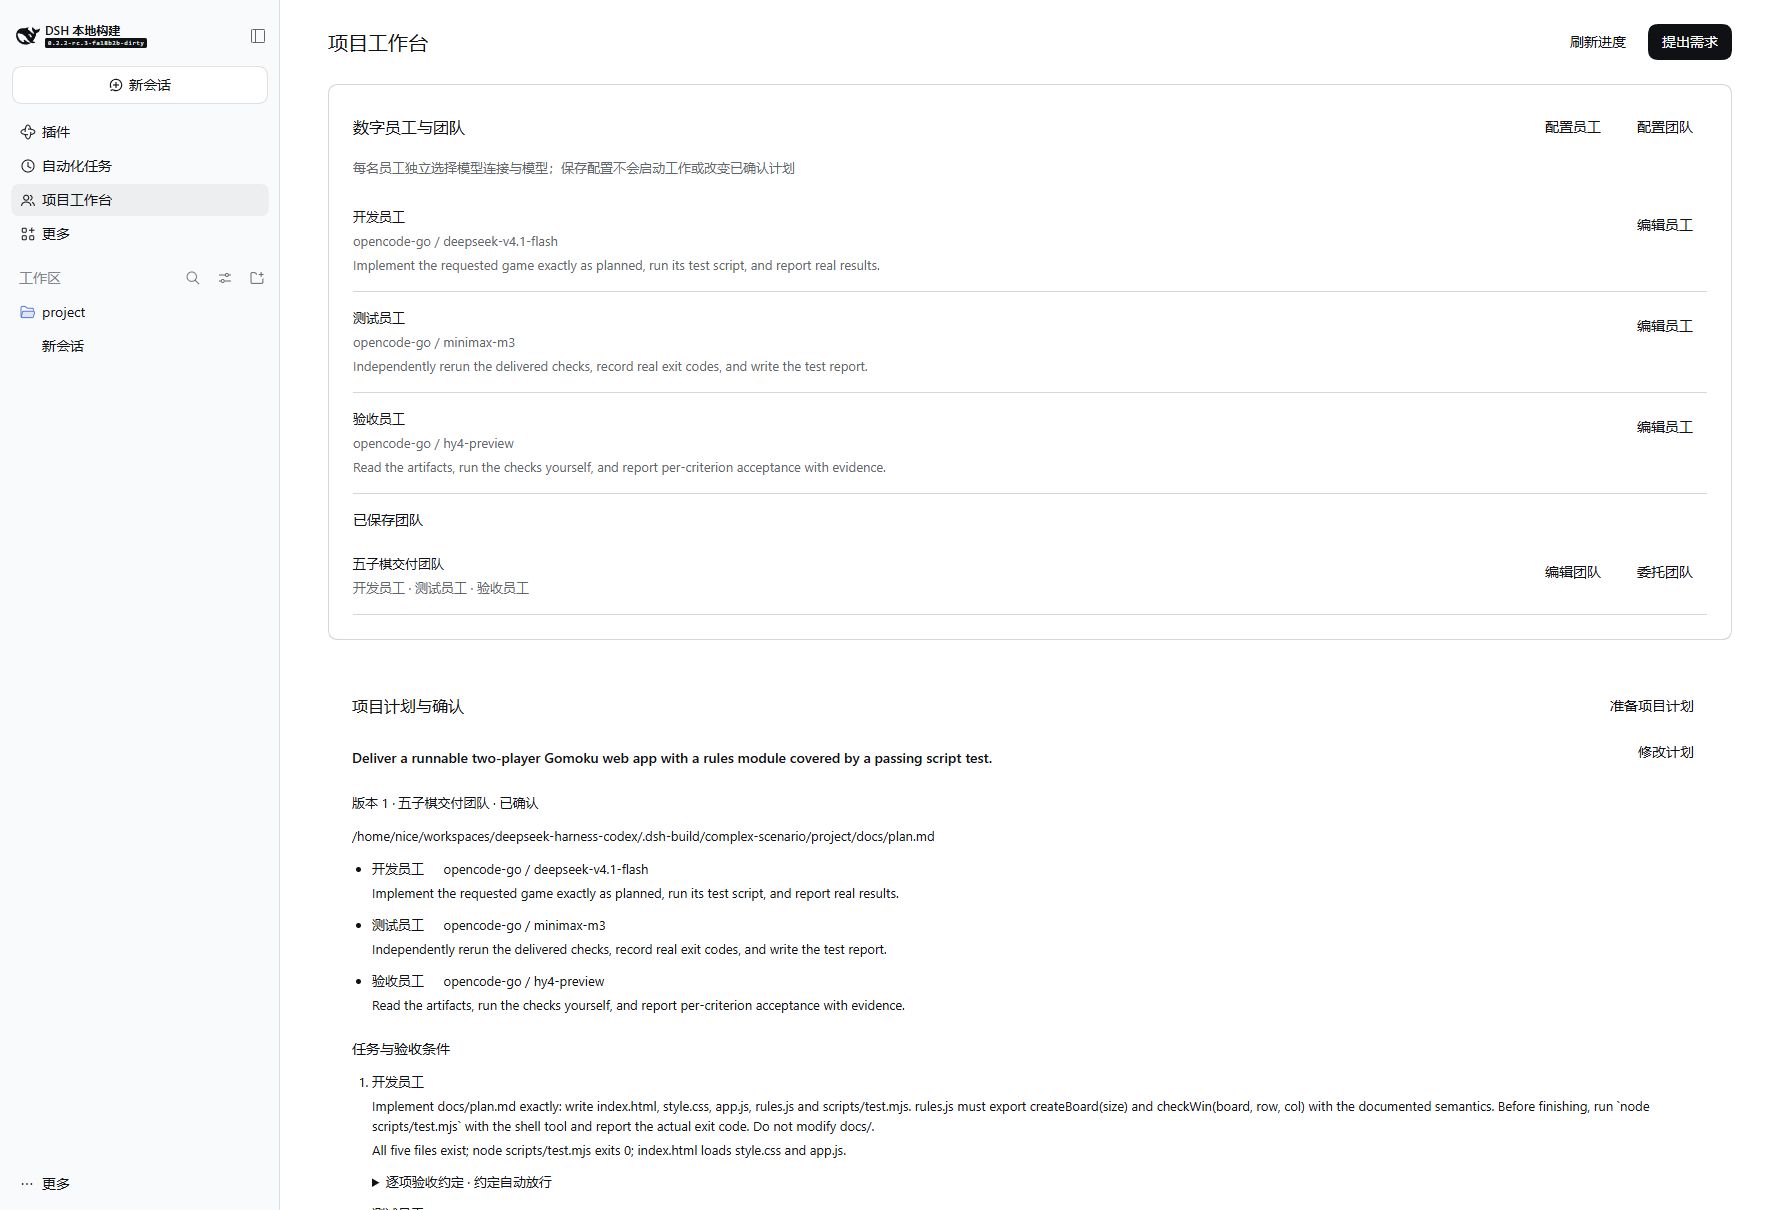 DSH 本地构建
0.2.2-rc.3-fa18b2b-dirty
新会话
插件
自动化任务
项目工作台
更多
工作区
project
新会话
更多
项目工作台
刷新进度
提出需求
数字员工与团队
配置员工
配置团队
每名员工独立选择模型连接与模型；保存配置不会启动工作或改变已确认计划
开发员工
opencode-go / deepseek-v4.1-flash
Implement the requested game exactly as planned, run its test script, and report real results.
编辑员工
测试员工
opencode-go / minimax-m3
Independently rerun the delivered checks, record real exit codes, and write the test report.
编辑员工
验收员工
opencode-go / hy4-preview
Read the artifacts, run the checks yourself, and report per-criterion acceptance with evidence.
编辑员工
已保存团队
五子棋交付团队
开发员工 · 测试员工 · 验收员工
编辑团队
委托团队
项目计划与确认
准备项目计划
Deliver a runnable two-player Gomoku web app with a rules module covered by a passing script test.
修改计划
版本 1 · 五子棋交付团队 · 已确认
/home/nice/workspaces/deepseek-harness-codex/.dsh-build/complex-scenario/project/docs/plan.md
• 开发员工 opencode-go / deepseek-v4.1-flash
Implement the requested game exactly as planned, run its test script, and report real results.
• 测试员工 opencode-go / minimax-m3
Independently rerun the delivered checks, record real exit codes, and write the test report.
• 验收员工 opencode-go / hy4-preview
Read the artifacts, run the checks yourself, and report per-criterion acceptance with evidence.
任务与验收条件
1. 开发员工
Implement docs/plan.md exactly: write index.html, style.css, app.js, rules.js and scripts/test.mjs. rules.js must export createBoard(size) and checkWin(board, row, col) with the documented semantics. Before finishing, run `node
scripts/test.mjs` with the shell tool and report the actual exit code. Do not modify docs/.
All five files exist; node scripts/test.mjs exits 0; index.html loads style.css and app.js.
▶ 逐项验收约定 · 约定自动放行